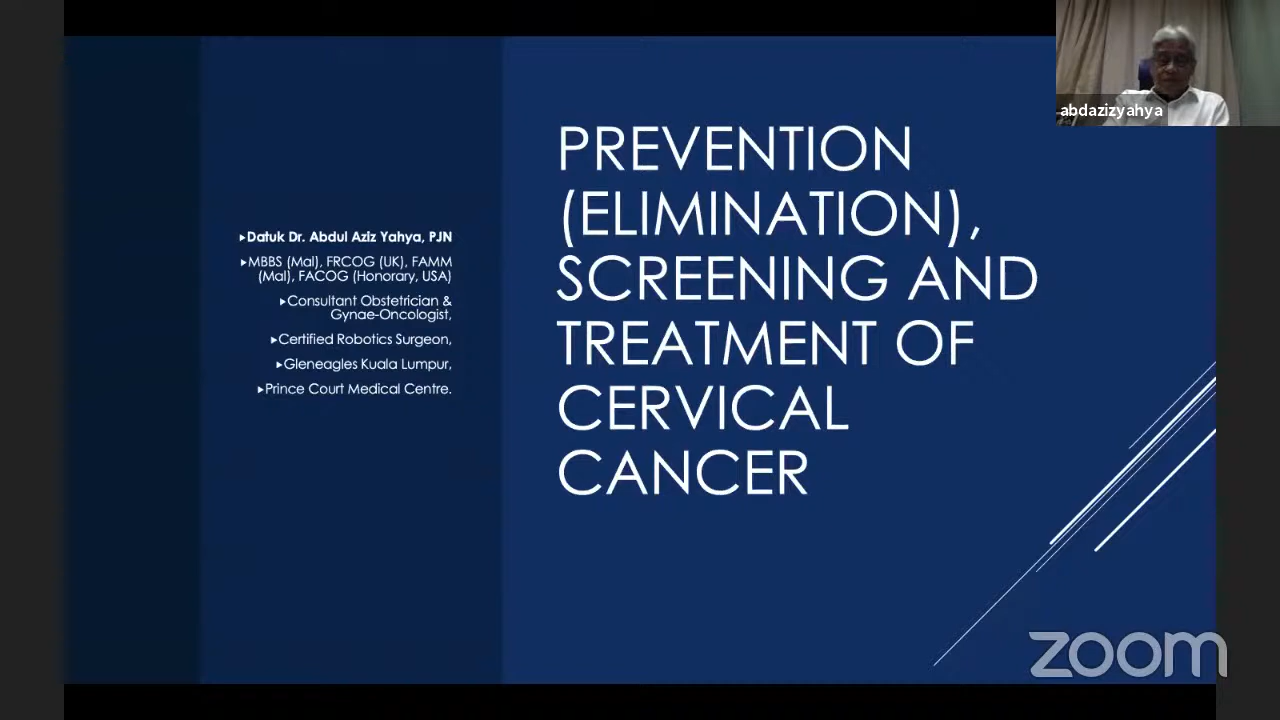 abdazizyahya
PREVENTION
(ELIMINATION),
SCREENING AND
TREATMENT OF
CERVICAL
CANCER
▸Datuk Dr. Abdul Aziz Yahya, PJN
▸MBBS (Mal), FRCOG (UK), FAMM
(Mal), FACOG (Honorary, USA)
▸Consultant Obstetrician &
Gynae-Oncologist,
▸Certified Robotics Surgeon,
▸Gleneagles Kuala Lumpur,
▸Prince Court Medical Centre.
zoom